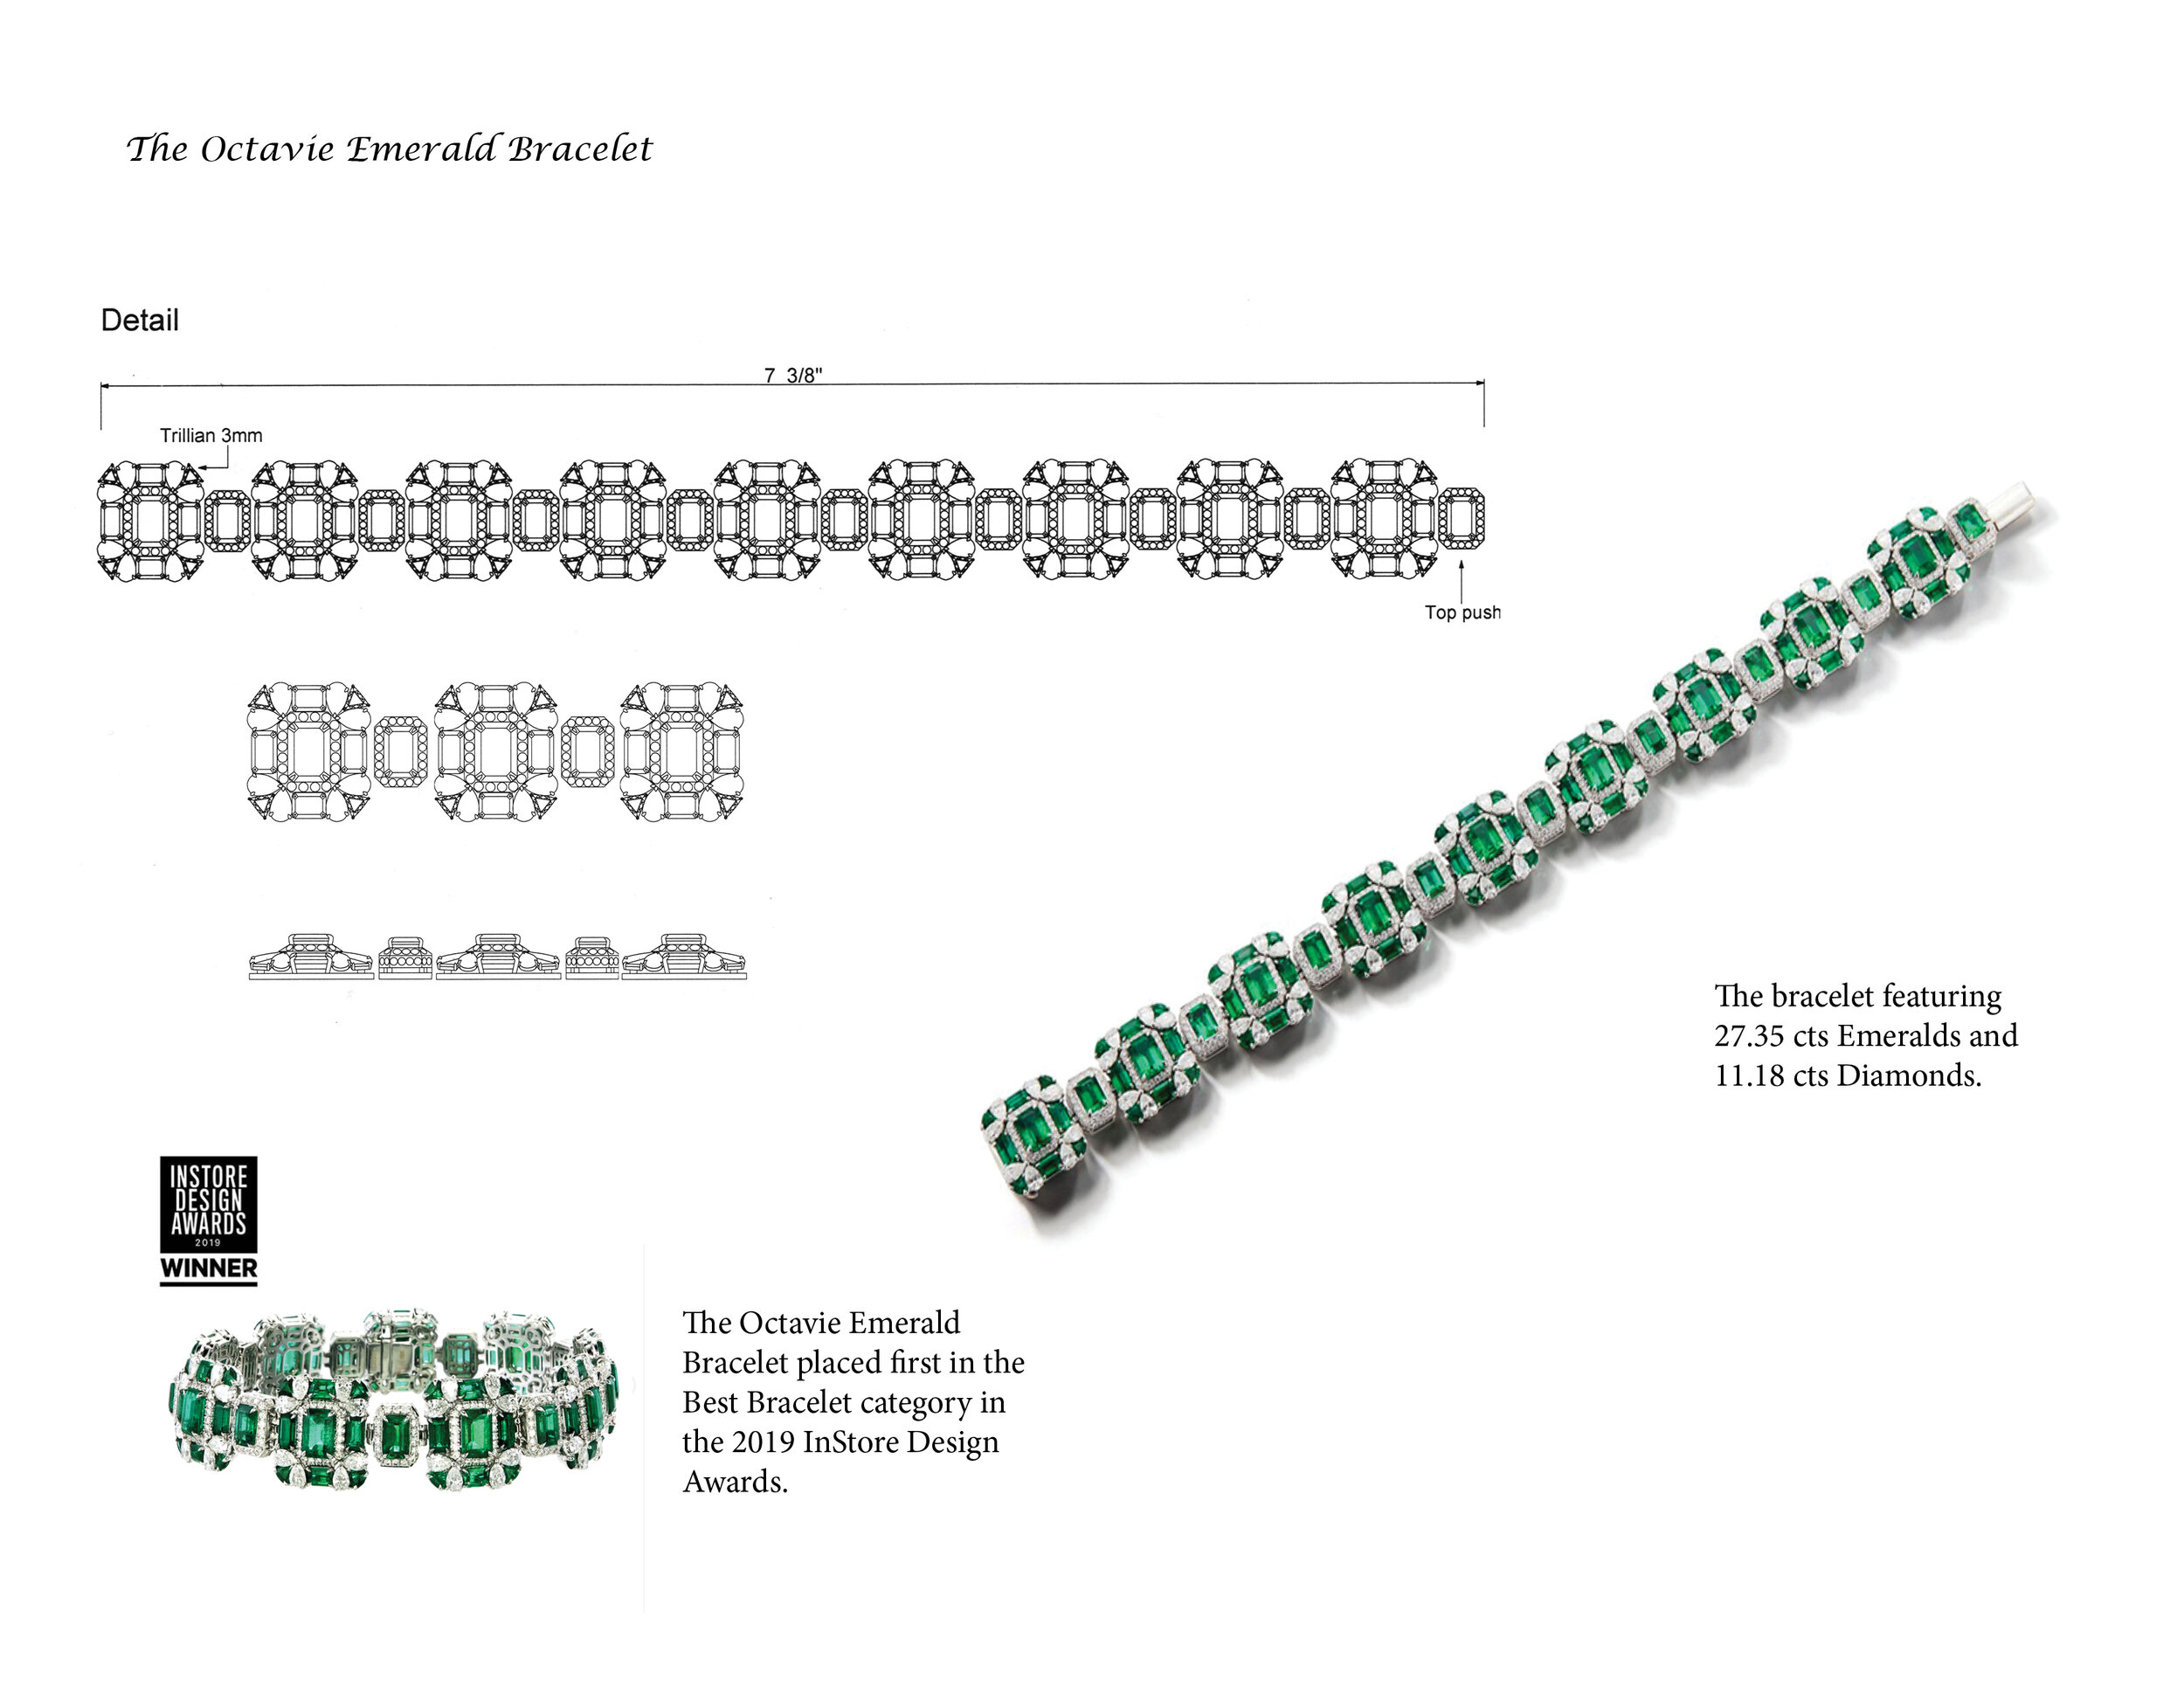 The Octavie Emerald Bracelet
Detail
7 3/8"
Trillian 3mm
Top push
The bracelet featuring
27.35 cts Emeralds and
11.18 cts Diamonds.
INSTORE
DESIGN
AWARDS
2019
WINNER
The Octavie Emerald
Bracelet placed first in the
Best Bracelet category in
the 2019 InStore Design
Awards.